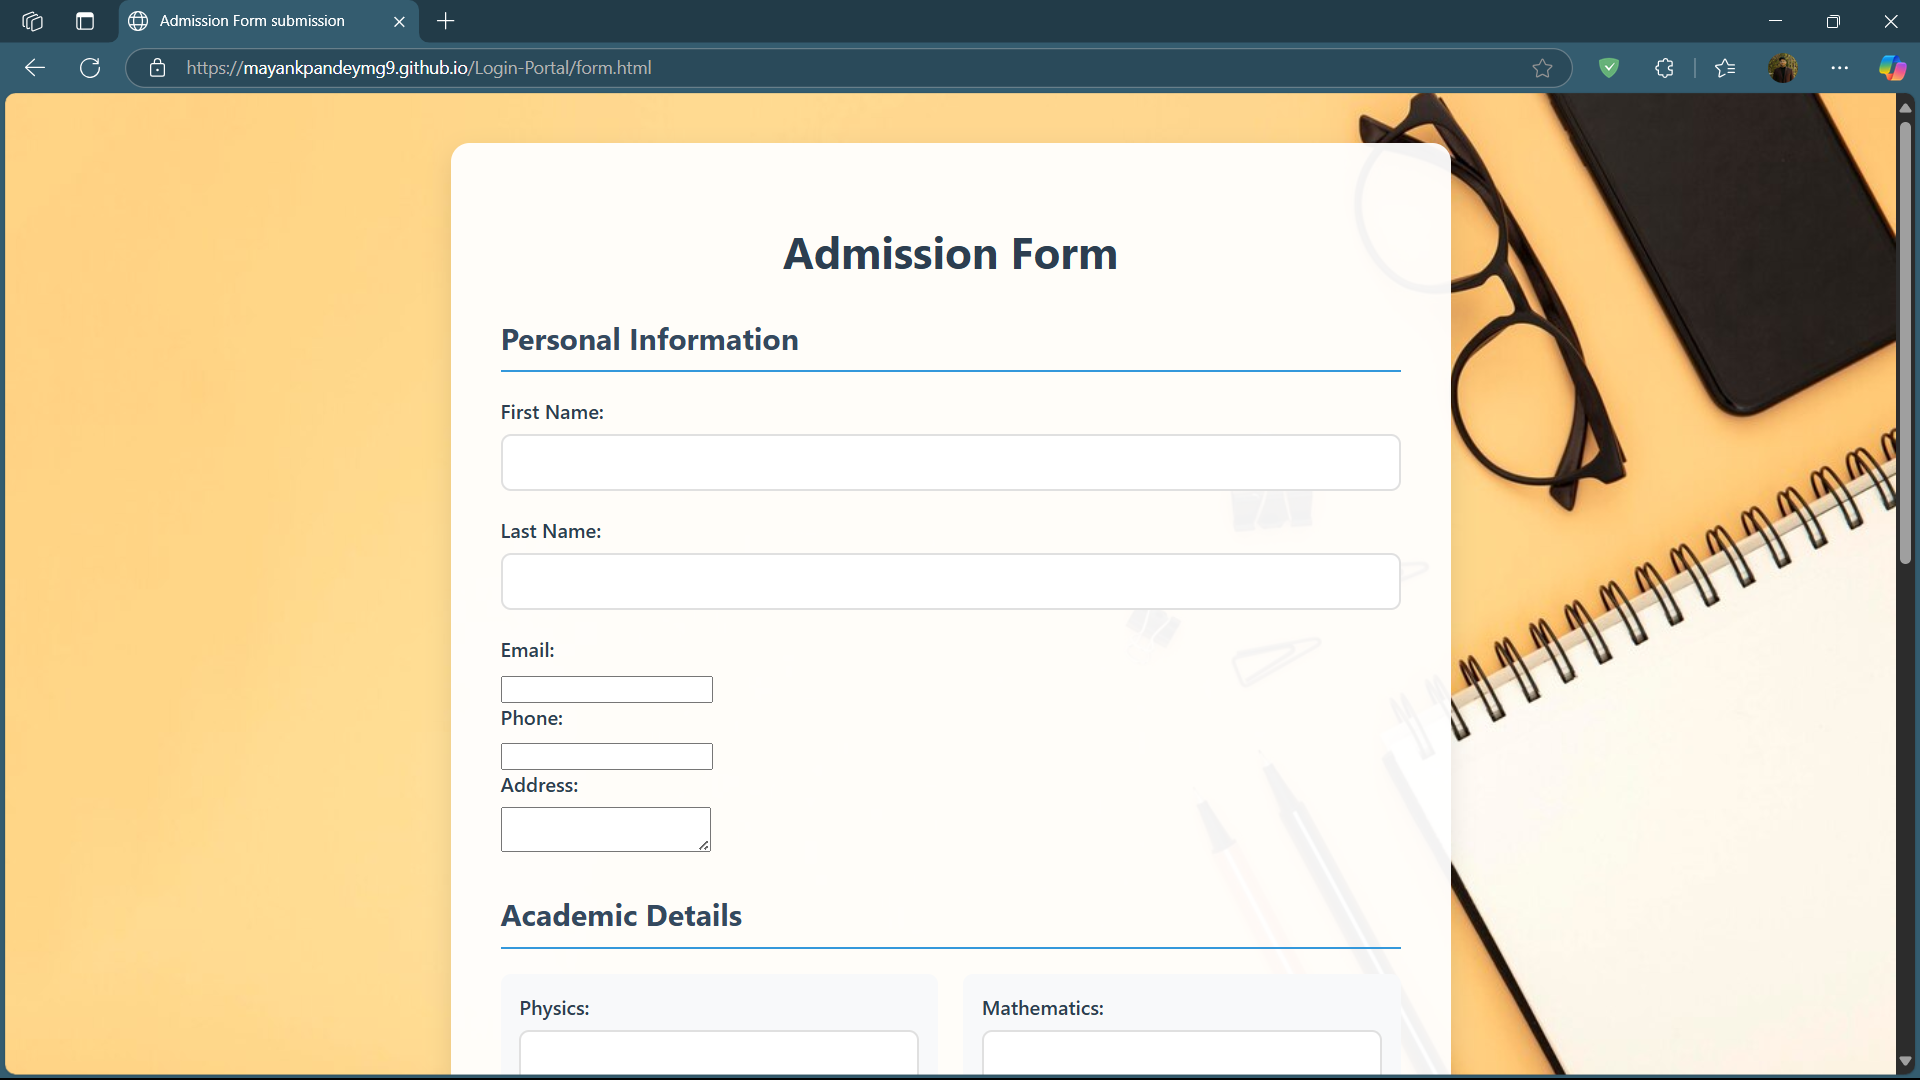 Admission Form submission
https://mayankpandeymg9.github.io/Login-Portal/form.html
Admission Form
Personal Information
First Name:
Last Name:
Email:
Phone:
Address:
Academic Details
Physics:
Mathematics: